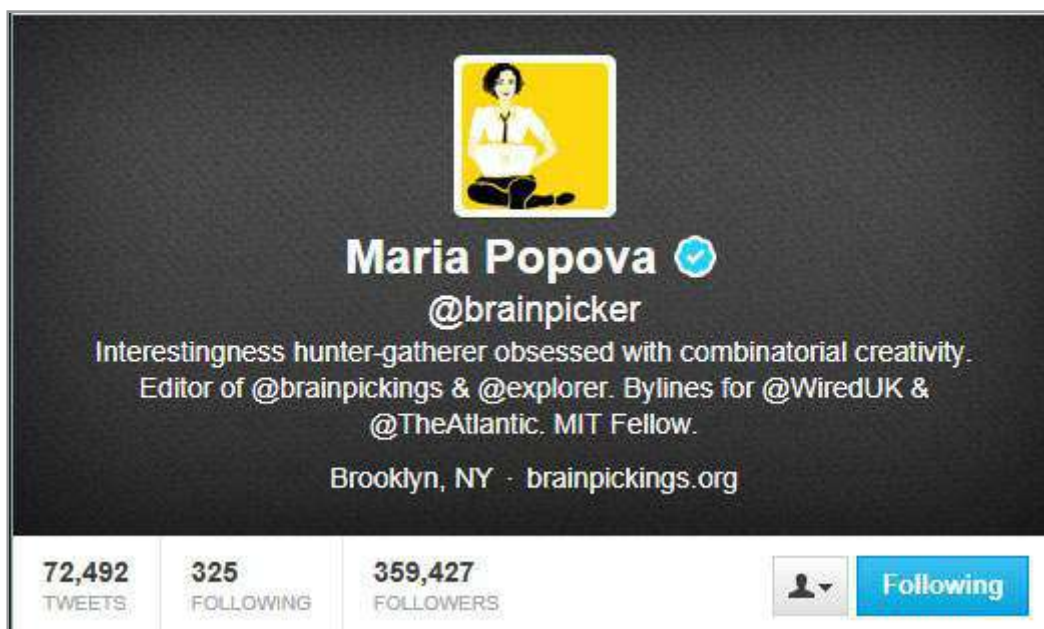 Maria Popova
@brainpicker
Interestingness hunter-gatherer obsessed with combinatorial creativity.
Editor of @brainpickings & @explorer. Bylines for @WiredUK &
@TheAtlantic. MIT Fellow.
Brooklyn, NY · brainpickings.org
72,492 325 359,427 Following
TWEETS FOLLOWING FOLLOWERS